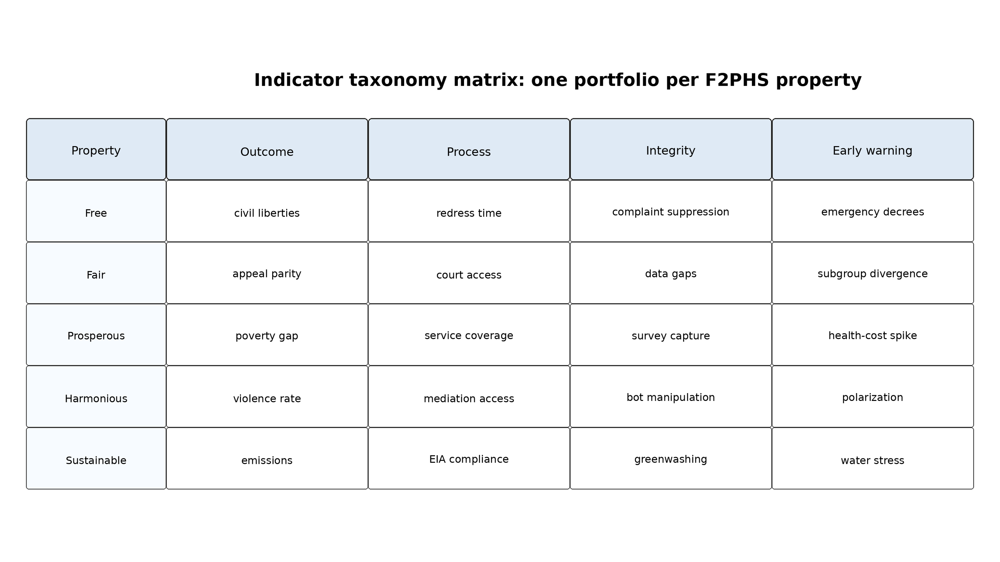 Indicator taxonomy matrix: one portfolio per F2PHS property
Property Outcome Process Integrity Early warning
Free civil liberties redress time complaint suppression emergency decrees
Fair appeal parity court access data gaps subgroup divergence
Prosperous poverty gap service coverage survey capture health-cost spike
Harmonious violence rate mediation access bot manipulation polarization
Sustainable emissions EIA compliance greenwashing water stress